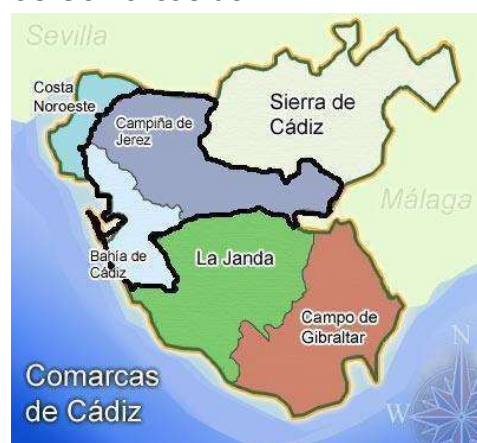 Sevilla
Costa
Noroeste
Campiña de
Jerez
Sierra de
Cádiz
Málaga
Bahía de
Cádiz
La Janda
Campo de
Gibraltar
Comarcas
de Cádiz
N
W